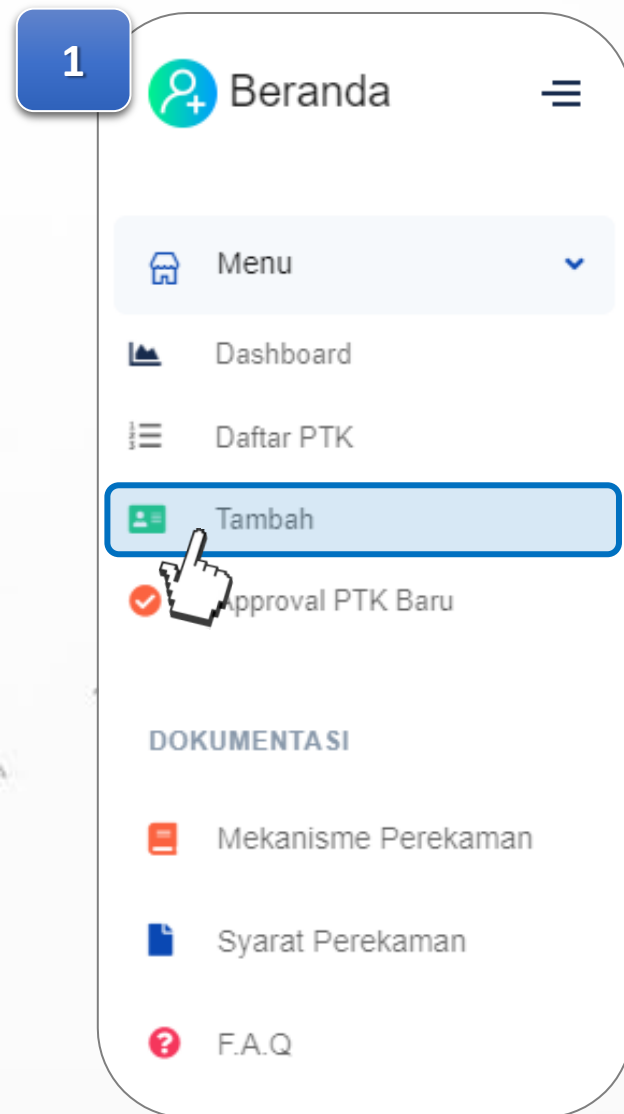 1
Beranda
Menu
Dashboard
Daftar PTK
Tambah
Approval PTK Baru
DOKUMENTASI
Mekanisme Perekaman
Syarat Perekaman
F.A.Q